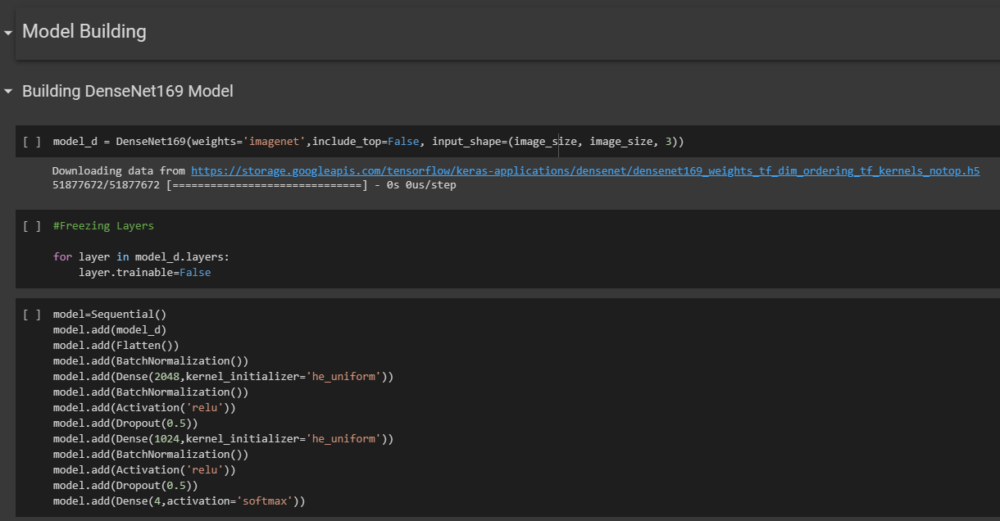 Model Building
Building DenseNet169 Model
[ ] model_d = DenseNet169(weights='imagenet',include_top=False, input_shape=(image_size, image_size, 3))
Downloading data from https://storage.googleapis.com/tensorflow/keras-applications/densenet/densenet169_weights_tf_dim_ordering_tf_kernels_notop.h5
51877672/51877672 [==============================] - 0s 0us/step
[ ] #Freezing Layers
for layer in model_d.layers:
    layer.trainable=False
[ ] model=Sequential()
model.add(model_d)
model.add(Flatten())
model.add(BatchNormalization())
model.add(Dense(2048,kernel_initializer='he_uniform'))
model.add(BatchNormalization())
model.add(Activation('relu'))
model.add(Dropout(0.5))
model.add(Dense(1024,kernel_initializer='he_uniform'))
model.add(BatchNormalization())
model.add(Activation('relu'))
model.add(Dropout(0.5))
model.add(Dense(4,activation='softmax'))